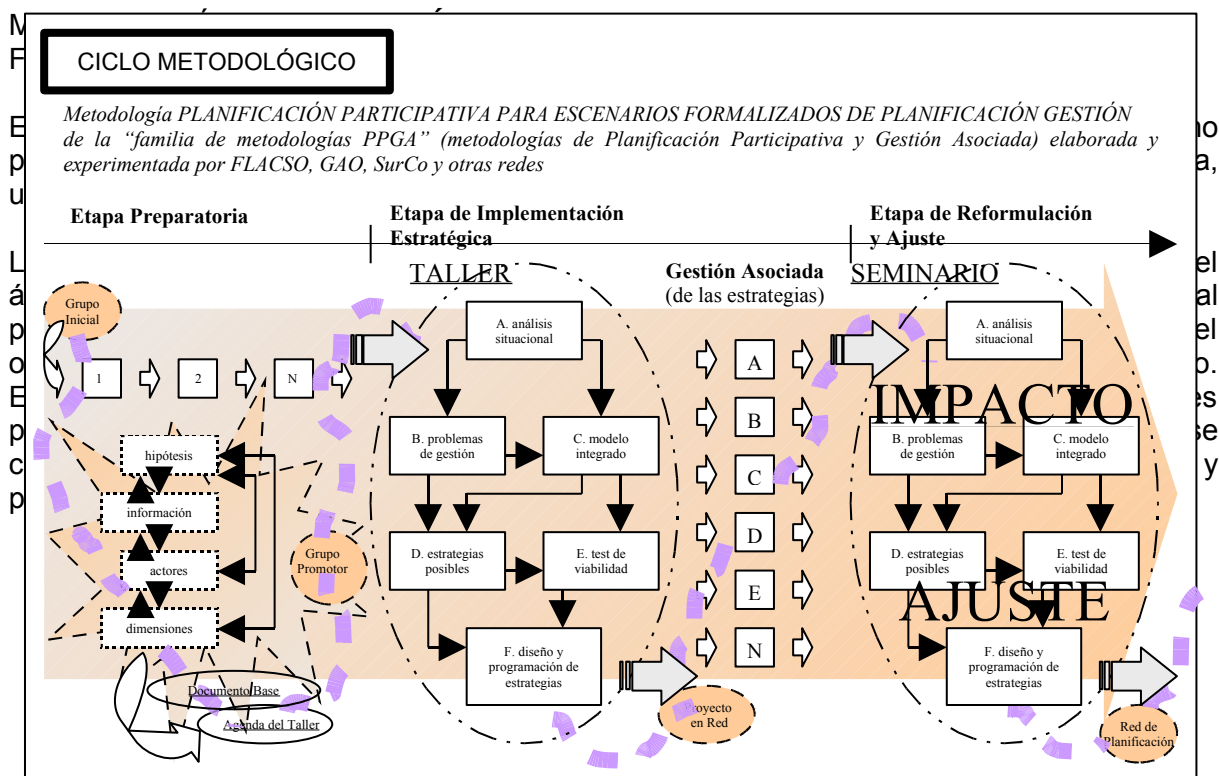 CICLO METODOLÓGICO
Metodología PLANIFICACIÓN PARTICIPATIVA PARA ESCENARIOS FORMALIZADOS DE PLANIFICACIÓN GESTIÓN
de la “familia de metodologías PPGA” (metodologías de Planificación Participativa y Gestión Asociada) elaborada y
experimentada por FLACSO, GAO, SurCo y otras redes
Etapa Preparatoria
Etapa de Implementación
Estratégica
Etapa de Reformulación
y Ajuste
TALLER
Gestión Asociada
(de las estrategias)
SEMINARIO
Grupo
Inicial
1
2
N
hipótesis
información
actores
dimensiones
Grupo
Promotor
Documento Base
Agenda del Taller
A. análisis
situacional
B. problemas
de gestión
C. modelo
integrado
D. estrategias
posibles
E. test de
viabilidad
F. diseño y
programación de
estrategias
A
B
C
D
E
N
Proyecto
en Red
A. análisis
situacional
IMPACTO
B. problemas
de gestión
C. modelo
integrado
D. estrategias
posibles
E. test de
viabilidad
AJUSTE
F. diseño y
programación de
estrategias
Red de
Planificación